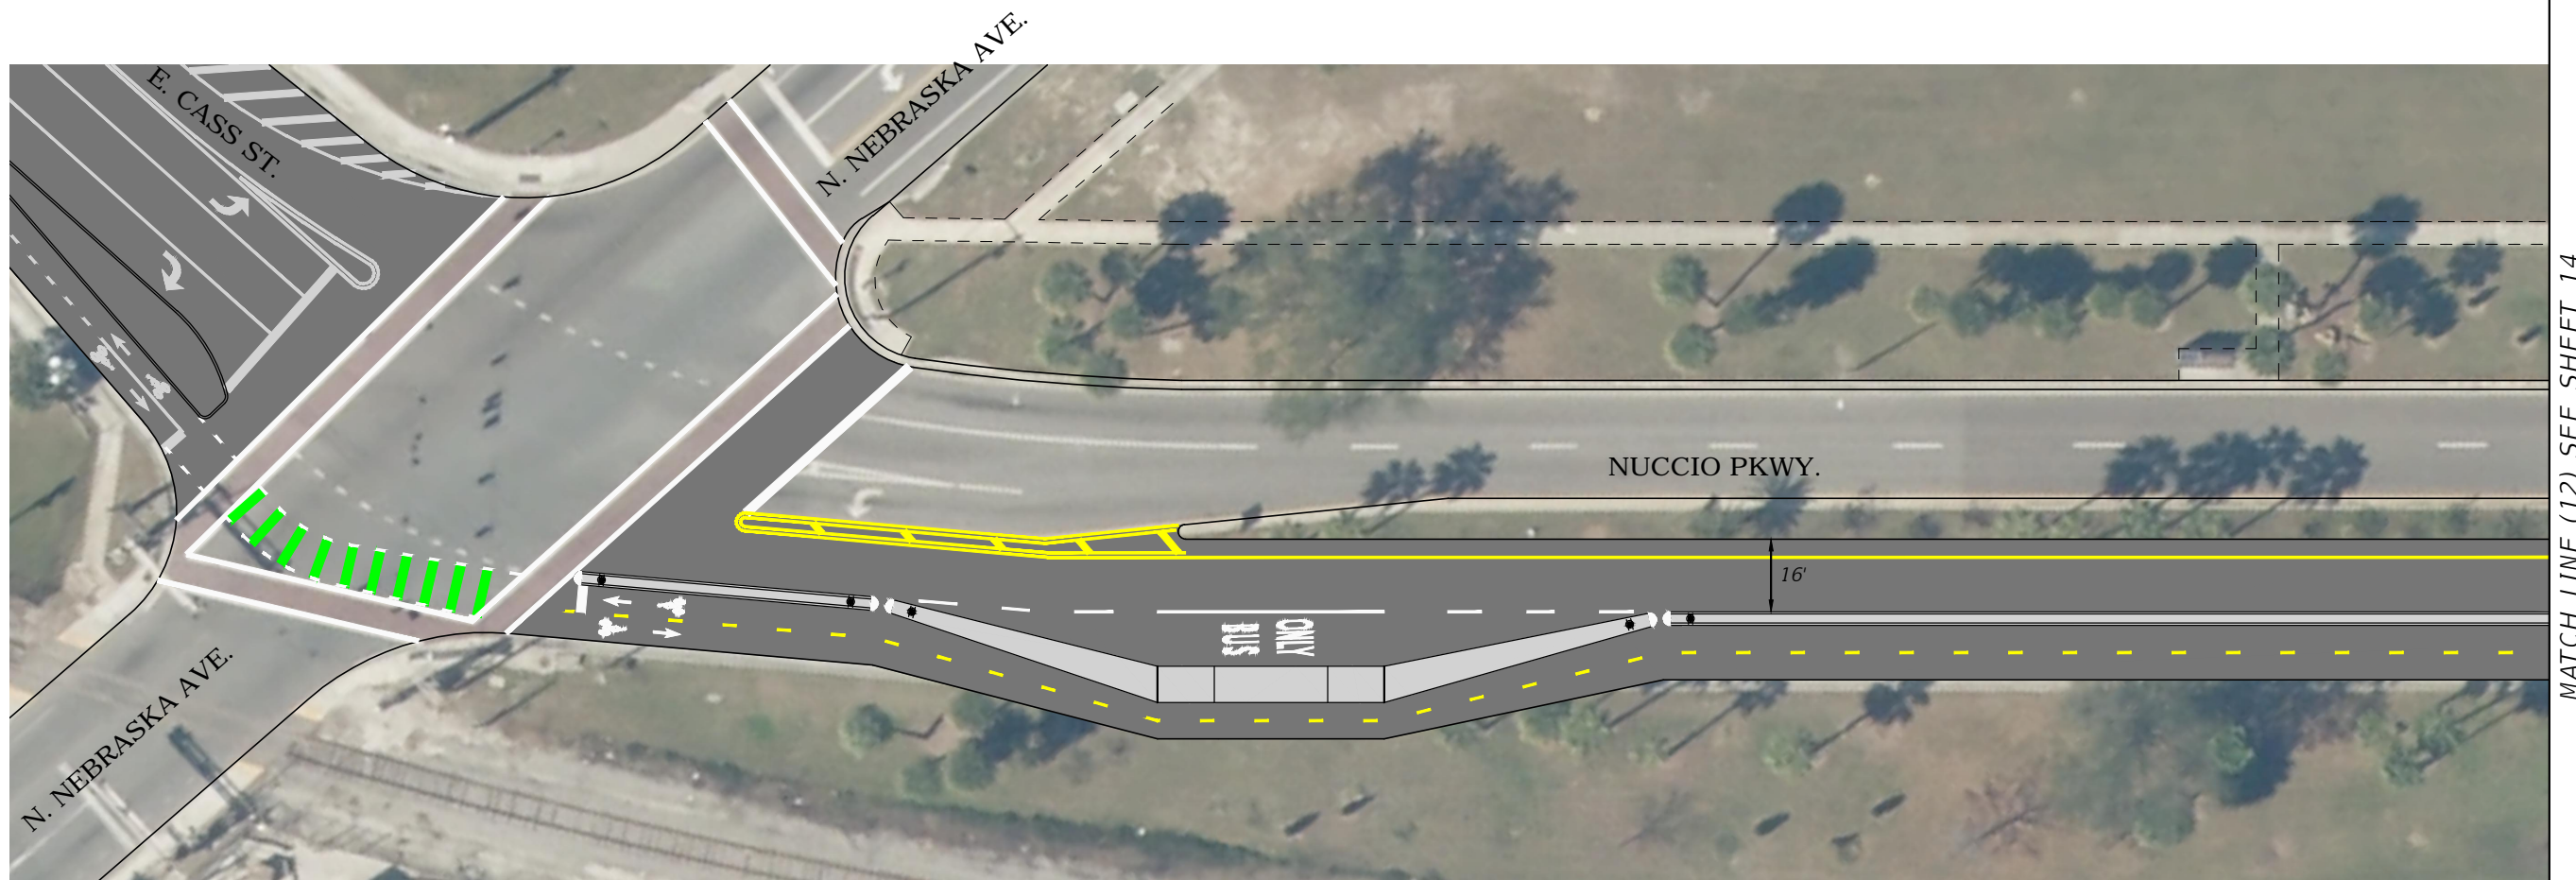 E. CASS ST.
N. NEBRASKA AVE.
NUCCIO PKWY.
16'
BUS
ONLY
N. NEBRASKA AVE.
MATCH LINE (12) SEE SHEET 14